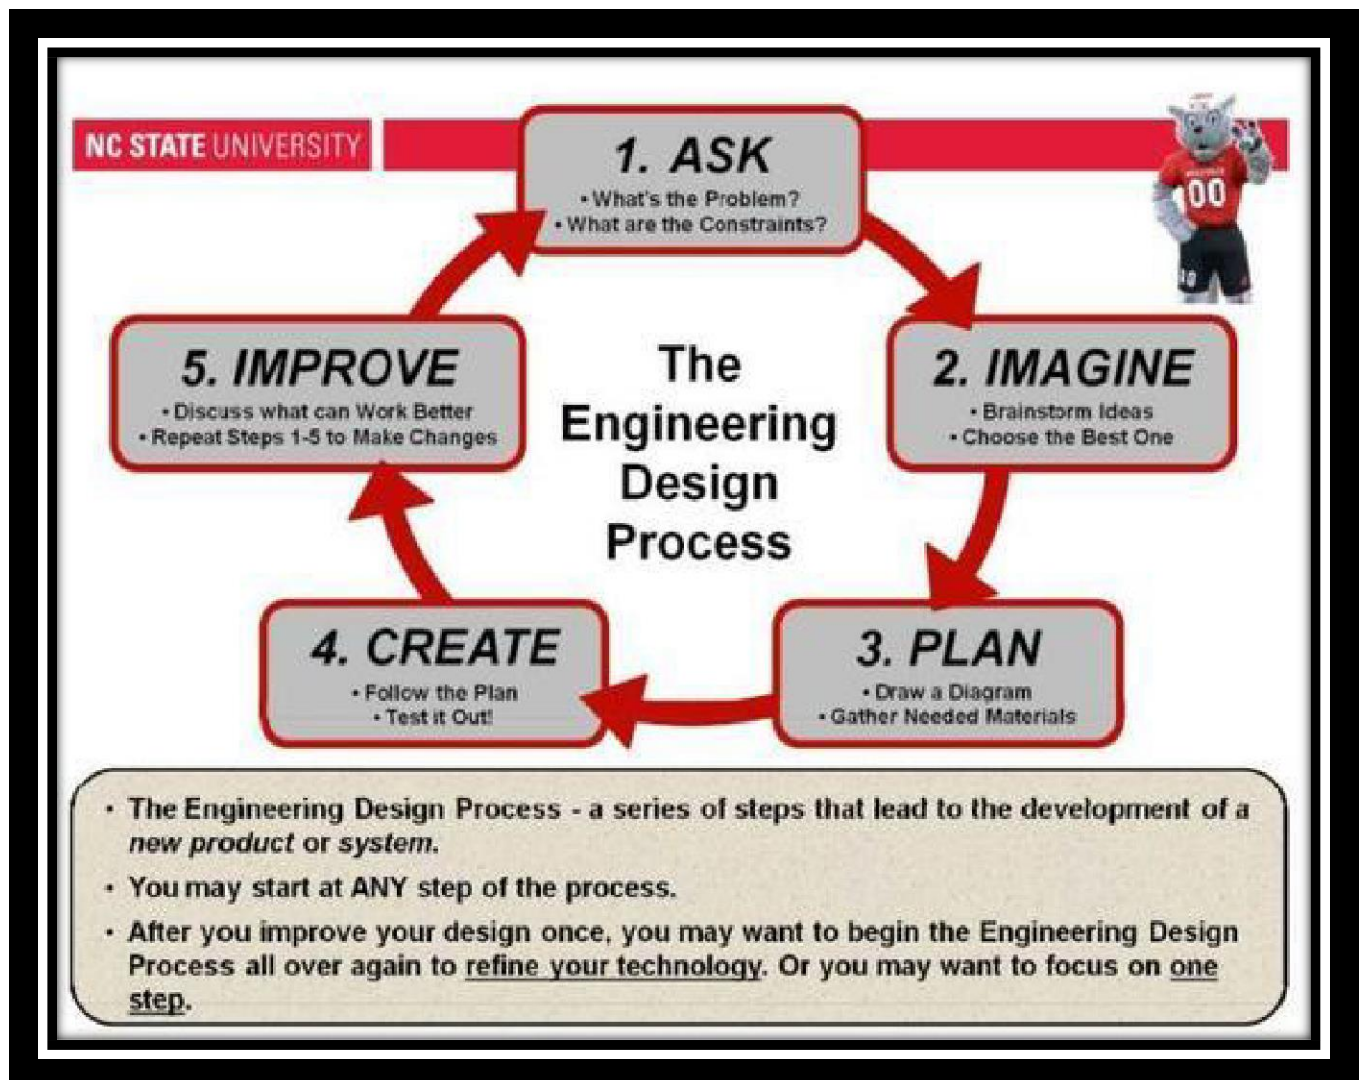 NC STATE UNIVERSITY
1. ASK
• What's the Problem?
• What are the Constraints?
00
5. IMPROVE
• Discuss what can Work Better
• Repeat Steps 1-5 to Make Changes
The
Engineering
Design
Process
2. IMAGINE
• Brainstorm Ideas
• Choose the Best One
4. CREATE
• Follow the Plan
• Test it Out!
3. PLAN
• Draw a Diagram
• Gather Needed Materials
• The Engineering Design Process - a series of steps that lead to the development of a
new product or system.
• You may start at ANY step of the process.
• After you improve your design once, you may want to begin the Engineering Design
Process all over again to refine your technology. Or you may want to focus on one
step.